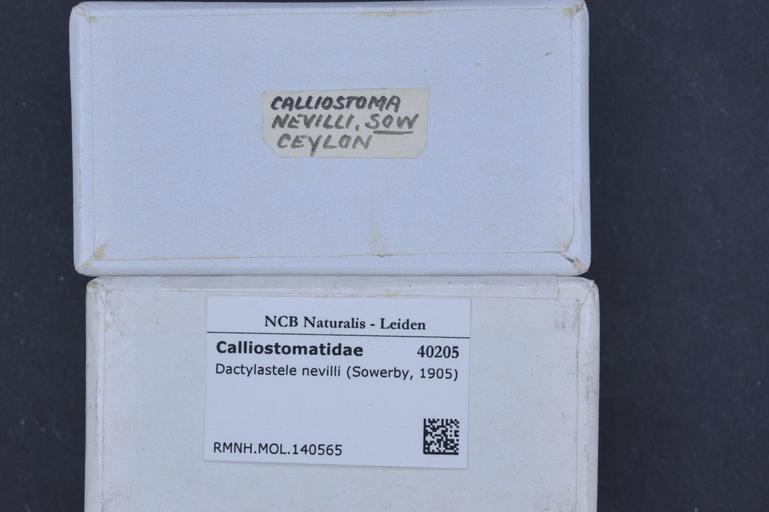 CALLIOSTOMA
NEVILLI. SOW
CEYLON
NCB Naturalis - Leiden
Calliostomatidae 40205
Dactylastele nevilli (Sowerby, 1905)
RMNH.MOL.140565